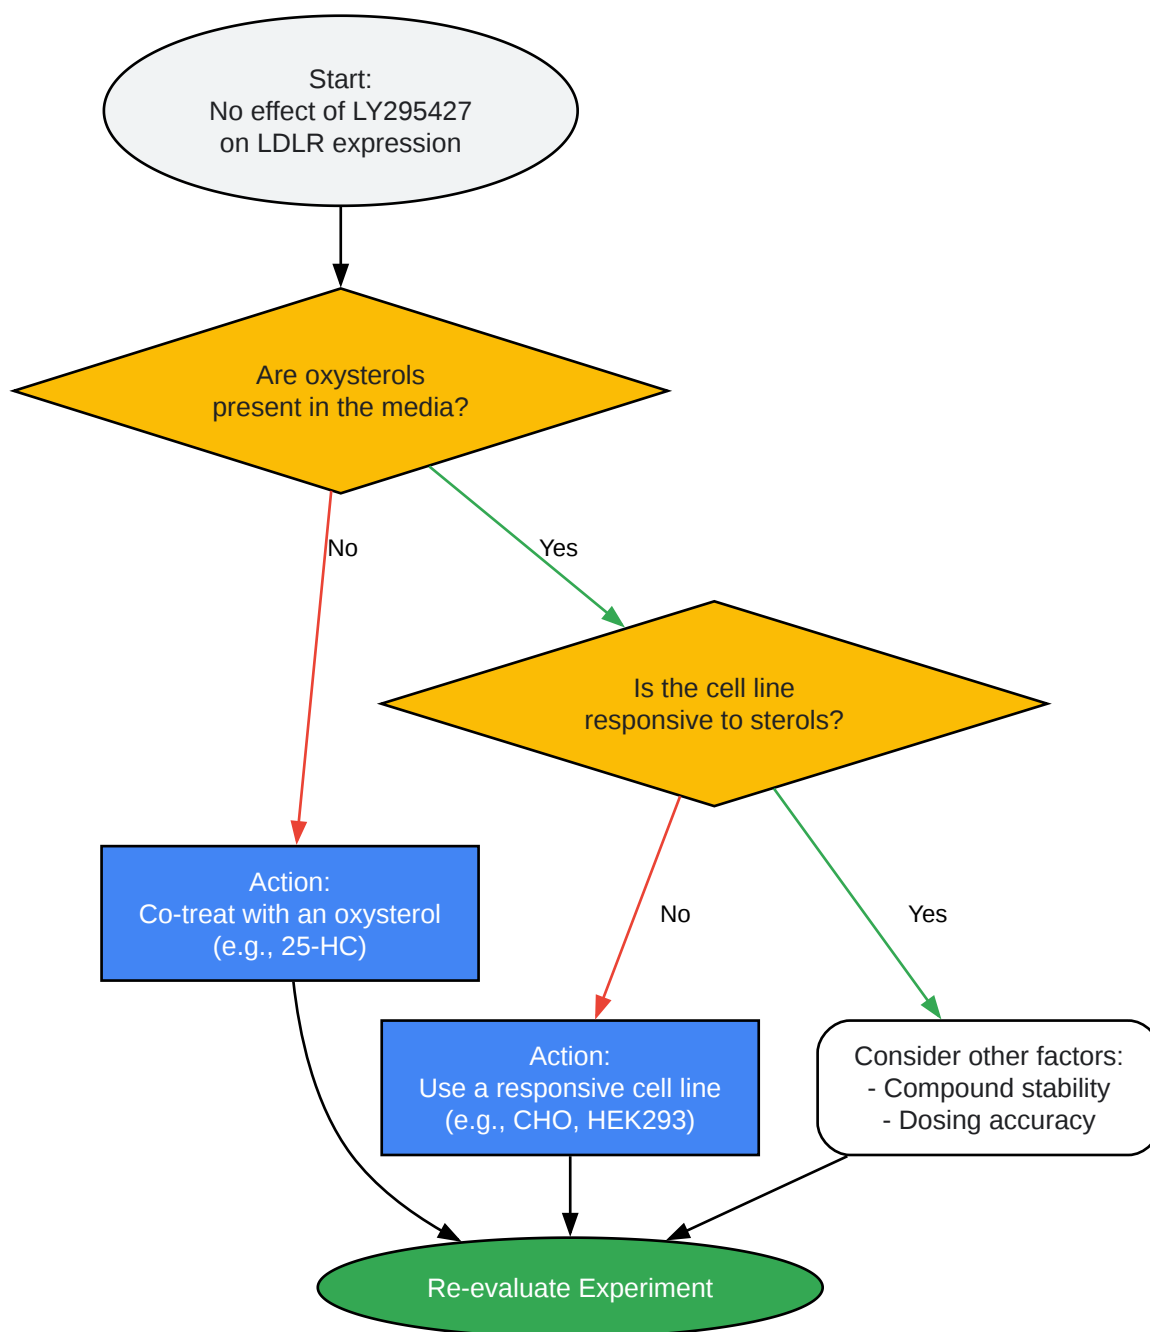 Start:
No effect of LY295427
on LDLR expression
Are oxysterols
present in the media?
No
Yes
Is the cell line
responsive to sterols?
Action:
Co-treat with an oxysterol
(e.g., 25-HC)
No
Yes
Action:
Use a responsive cell line
(e.g., CHO, HEK293)
Consider other factors:
- Compound stability
- Dosing accuracy
Re-evaluate Experiment